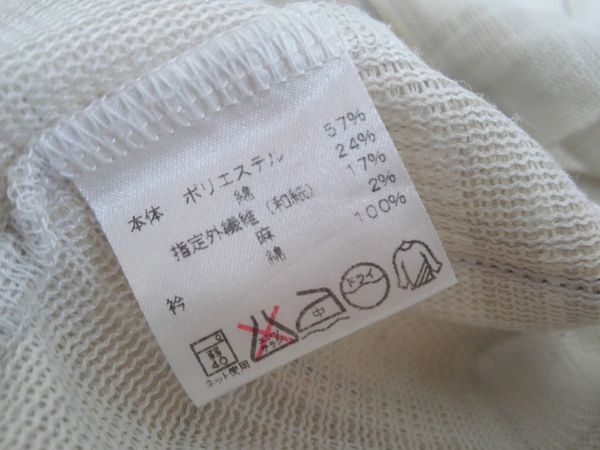 本体 ポリエステル 57%
綿 24%
指定外繊維(和紙) 17%
麻 2%
衿 綿 100%
弱 40 中 ドライ
ネット使用